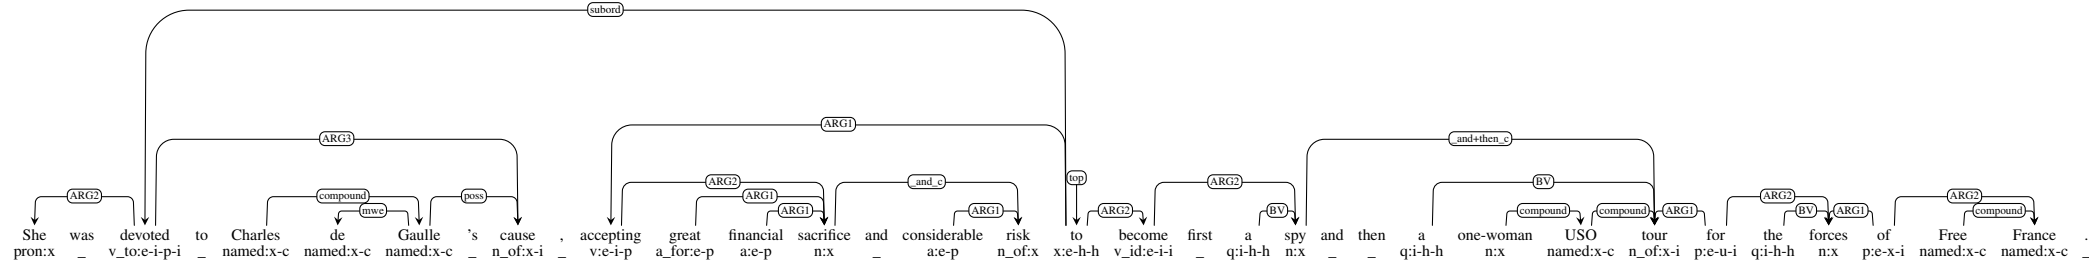 subord
ARG1
ARG3 _and+then_c
ARG2 _and_c top ARG2 BV
ARG2 compound poss ARG1 ARG2 ARG2
mwe ARG1 ARG1 ARG2 BV compound compound ARG1 BV ARG1 compound
She was devoted to Charles de Gaulle 's cause , accepting great financial sacrifice and considerable risk to become first a spy and then a one-woman USO tour for the forces of Free France .
pron:x _ v_to:e-i-p-i _ named:x-c named:x-c named:x-c _ n_of:x-i _ v:e-i-p a_for:e-p a:e-p n:x _ a:e-p n_of:x x:e-h-h v_id:e-i-i _ q:i-h-h n:x _ _ q:i-h-h n:x named:x-c n_of:x-i p:e-u-i q:i-h-h n:x p:e-x-i named:x-c named:x-c _